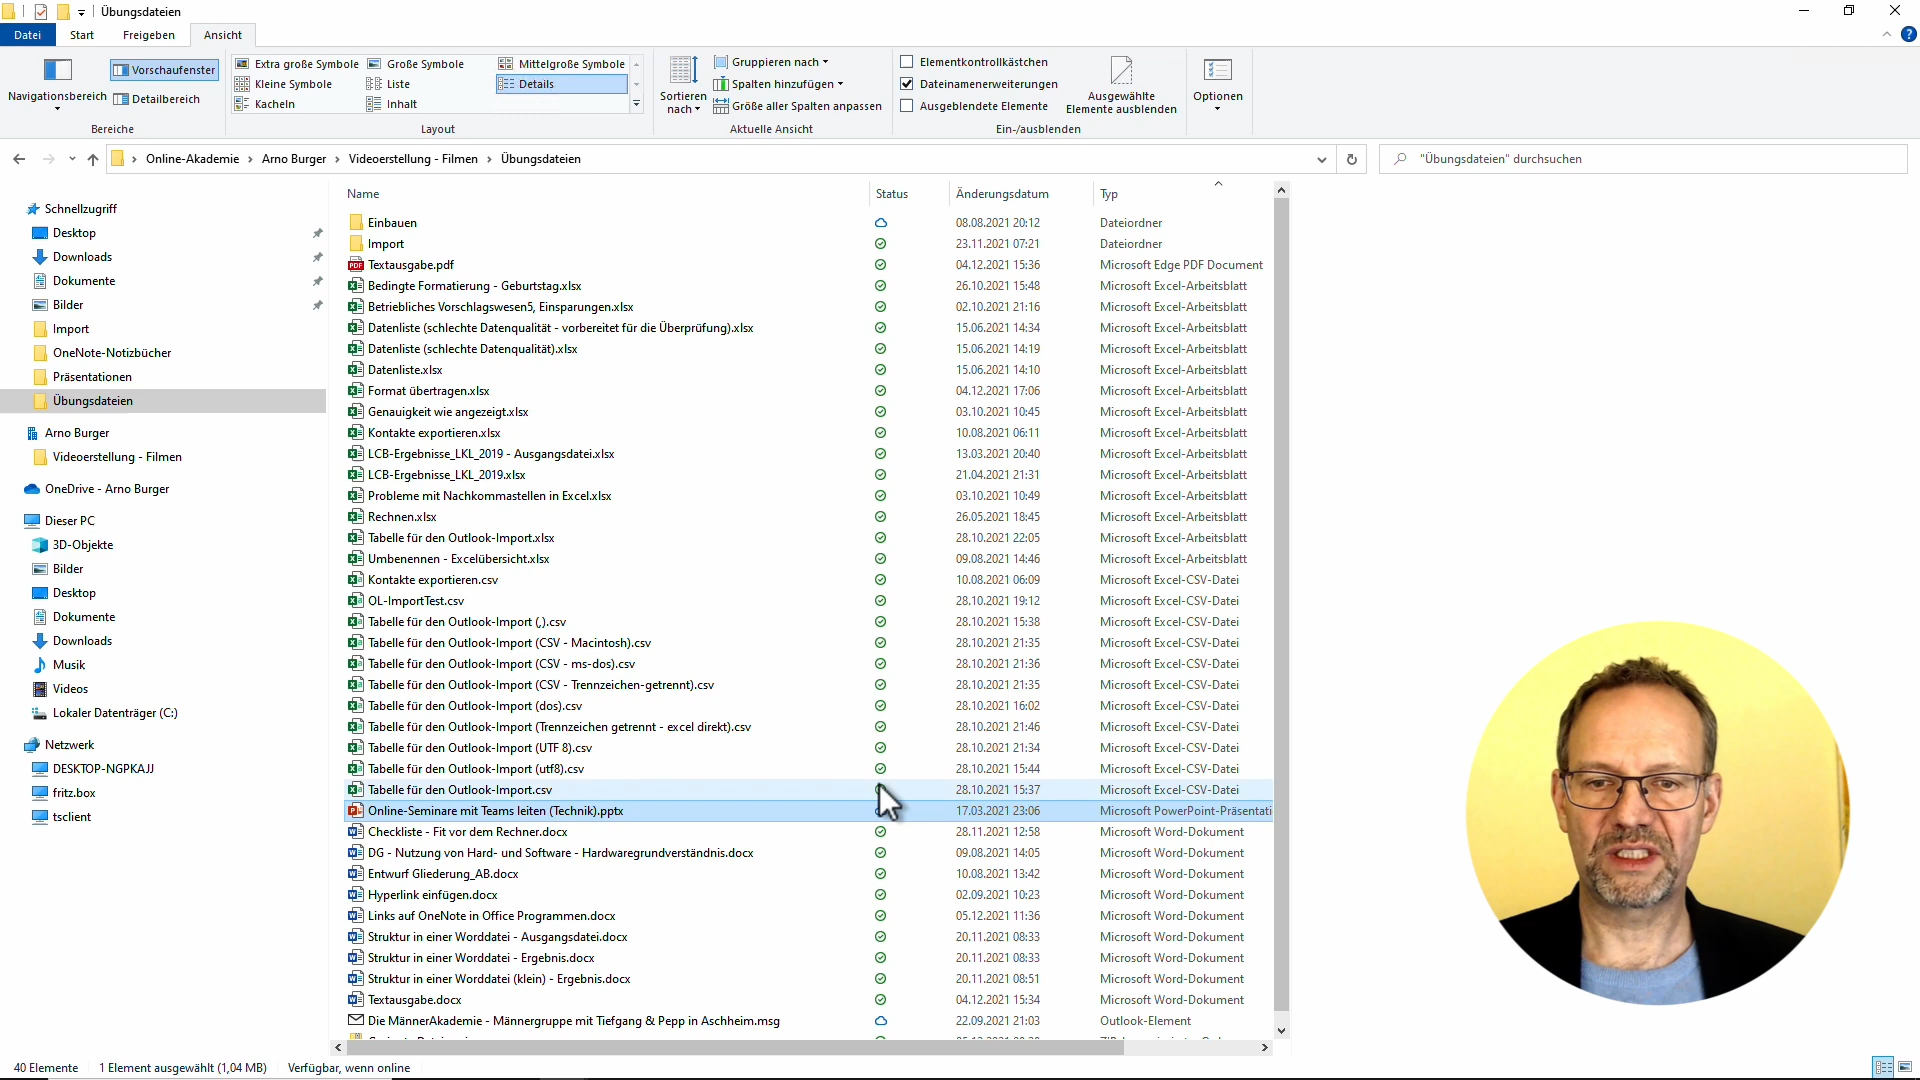 Übungsdateien
Datei Start Freigeben Ansicht
Navigationsbereich
Vorschaufenster
Detailbereich
Bereiche
Extra große Symbole Große Symbole Mittelgroße Symbole
Kleine Symbole Liste Details
Kacheln Inhalt
Layout
Sortieren
nach
Gruppieren nach
Spalten hinzufügen
Größe aller Spalten anpassen
Aktuelle Ansicht
Elementkontrollkästchen
Dateinamenerweiterungen
Ausgeblendete Elemente
Ausgewählte
Elemente ausblenden
Ein-/ausblenden
Optionen
Online-Akademie Arno Burger Videoerstellung - Filmen Übungsdateien
"Übungsdateien" durchsuchen
Schnellzugriff
Desktop
Downloads
Dokumente
Bilder
Import
OneNote-Notizbücher
Präsentationen
Übungsdateien
Arno Burger
Videoerstellung - Filmen
OneDrive - Arno Burger
Dieser PC
3D-Objekte
Bilder
Desktop
Dokumente
Downloads
Musik
Videos
Lokaler Datenträger (C:)
Netzwerk
DESKTOP-NGPKAJJ
fritz.box
tsclient
Name Status Änderungsdatum Typ
Einbauen 08.08.2021 20:12 Dateiordner
Import 23.11.2021 07:21 Dateiordner
Textausgabe.pdf 04.12.2021 15:36 Microsoft Edge PDF Document
Bedingte Formatierung - Geburtstag.xlsx 26.10.2021 15:48 Microsoft Excel-Arbeitsblatt
Betriebliches Vorschlagswesen5, Einsparungen.xlsx 02.10.2021 21:16 Microsoft Excel-Arbeitsblatt
Datenliste (schlechte Datenqualität - vorbereitet für die Überprüfung).xlsx 15.06.2021 14:34 Microsoft Excel-Arbeitsblatt
Datenliste (schlechte Datenqualität).xlsx 15.06.2021 14:19 Microsoft Excel-Arbeitsblatt
Datenliste.xlsx 15.06.2021 14:10 Microsoft Excel-Arbeitsblatt
Format übertragen.xlsx 04.12.2021 17:06 Microsoft Excel-Arbeitsblatt
Genauigkeit wie angezeigt.xlsx 03.10.2021 10:45 Microsoft Excel-Arbeitsblatt
Kontakte exportieren.xlsx 10.08.2021 06:11 Microsoft Excel-Arbeitsblatt
LCB-Ergebnisse_LKL_2019 - Ausgangsdatei.xlsx 13.03.2021 20:40 Microsoft Excel-Arbeitsblatt
LCB-Ergebnisse_LKL_2019.xlsx 21.04.2021 21:31 Microsoft Excel-Arbeitsblatt
Probleme mit Nachkommastellen in Excel.xlsx 03.10.2021 10:49 Microsoft Excel-Arbeitsblatt
Rechnen.xlsx 26.05.2021 18:45 Microsoft Excel-Arbeitsblatt
Tabelle für den Outlook-Import.xlsx 28.10.2021 22:05 Microsoft Excel-Arbeitsblatt
Umbenennen - Excelübersicht.xlsx 09.08.2021 14:46 Microsoft Excel-Arbeitsblatt
Kontakte exportieren.csv 10.08.2021 06:09 Microsoft Excel-CSV-Datei
OL-ImportTest.csv 28.10.2021 19:12 Microsoft Excel-CSV-Datei
Tabelle für den Outlook-Import (,).csv 28.10.2021 15:38 Microsoft Excel-CSV-Datei
Tabelle für den Outlook-Import (CSV - Macintosh).csv 28.10.2021 21:35 Microsoft Excel-CSV-Datei
Tabelle für den Outlook-Import (CSV - ms-dos).csv 28.10.2021 21:36 Microsoft Excel-CSV-Datei
Tabelle für den Outlook-Import (CSV - Trennzeichen-getrennt).csv 28.10.2021 21:35 Microsoft Excel-CSV-Datei
Tabelle für den Outlook-Import (dos).csv 28.10.2021 16:02 Microsoft Excel-CSV-Datei
Tabelle für den Outlook-Import (Trennzeichen getrennt - excel direkt).csv 28.10.2021 21:46 Microsoft Excel-CSV-Datei
Tabelle für den Outlook-Import (UTF 8).csv 28.10.2021 21:34 Microsoft Excel-CSV-Datei
Tabelle für den Outlook-Import (utf8).csv 28.10.2021 15:44 Microsoft Excel-CSV-Datei
Tabelle für den Outlook-Import.csv 28.10.2021 15:37 Microsoft Excel-CSV-Datei
Online-Seminare mit Teams leiten (Technik).pptx 17.03.2021 23:06 Microsoft PowerPoint-Präsentati
Checkliste - Fit vor dem Rechner.docx 28.11.2021 12:58 Microsoft Word-Dokument
DG - Nutzung von Hard- und Software - Hardwaregrundverständnis.docx 09.08.2021 14:05 Microsoft Word-Dokument
Entwurf Gliederung_AB.docx 10.08.2021 13:42 Microsoft Word-Dokument
Hyperlink einfügen.docx 02.09.2021 10:23 Microsoft Word-Dokument
Links auf OneNote in Office Programmen.docx 05.12.2021 11:36 Microsoft Word-Dokument
Struktur in einer Worddatei - Ausgangsdatei.docx 20.11.2021 08:33 Microsoft Word-Dokument
Struktur in einer Worddatei - Ergebnis.docx 20.11.2021 08:33 Microsoft Word-Dokument
Struktur in einer Worddatei (klein) - Ergebnis.docx 20.11.2021 08:51 Microsoft Word-Dokument
Textausgabe.docx 04.12.2021 15:34 Microsoft Word-Dokument
Die MännerAkademie - Männergruppe mit Tiefgang & Pepp in Aschheim.msg 22.09.2021 21:03 Outlook-Element
40 Elemente 1 Element ausgewählt (1,04 MB) Verfügbar, wenn online